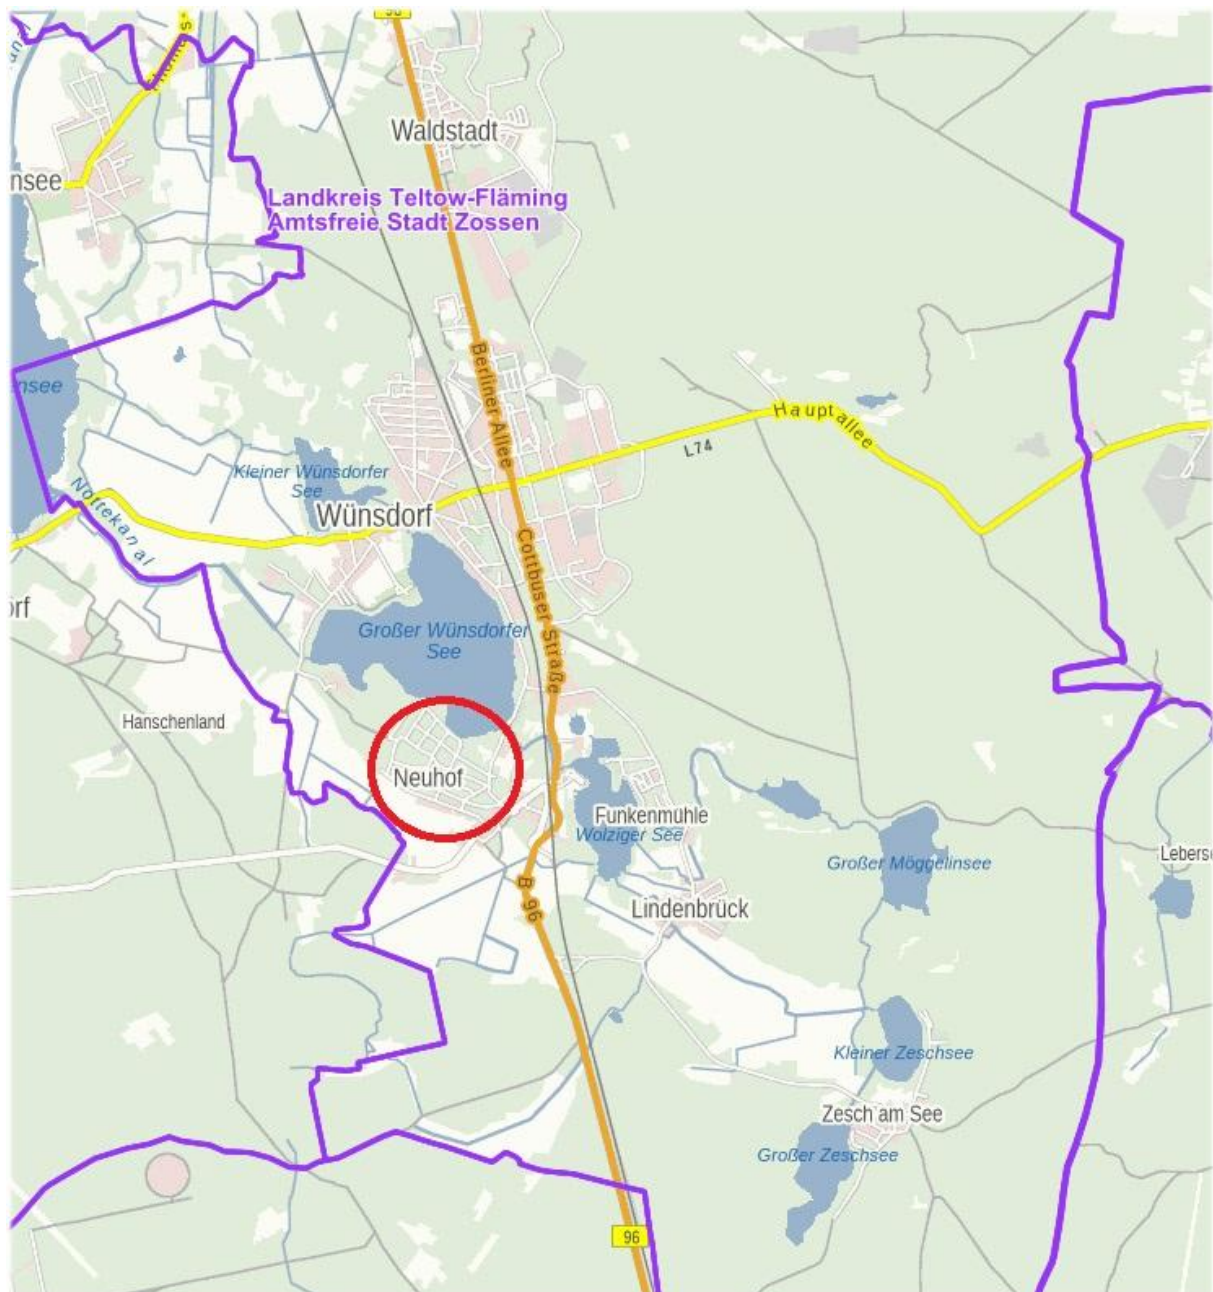 Waldstadt
nsee
Landkreis Teltow-Fläming
Amtsfreie Stadt Zossen
Berliner Allee
nsee
Hauptallee
L74
Kleiner Wünsdorfer
See
Nottekanal
Wünsdorf
Cottbuser Straße
orf
Großer Wünsdorfer
See
Hanschenland
Neuhof
Funkenmühle
Wolziger See
Großer Möggelinsee
Lebers
B 96
Lindenbrück
Kleiner Zeschsee
Zesch am See
Großer Zeschsee
96